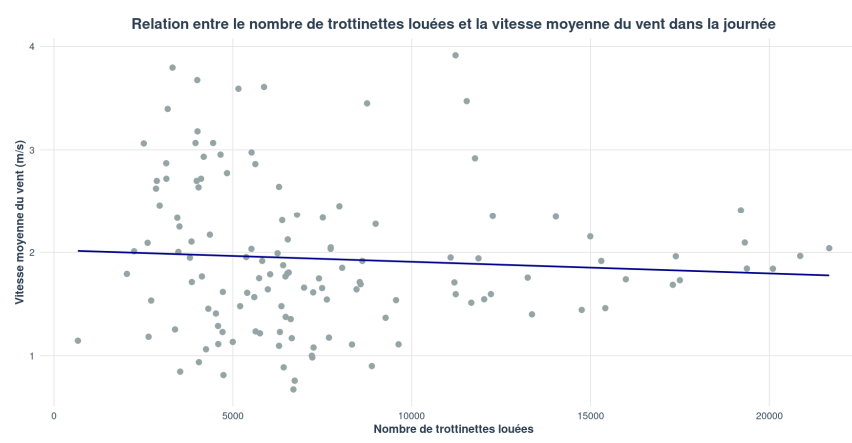 Relation entre le nombre de trottinettes louées et la vitesse moyenne du vent dans la journée
Vitesse moyenne du vent (m/s)
4
3
2
1
0 5000 10000 15000 20000
Nombre de trottinettes louées